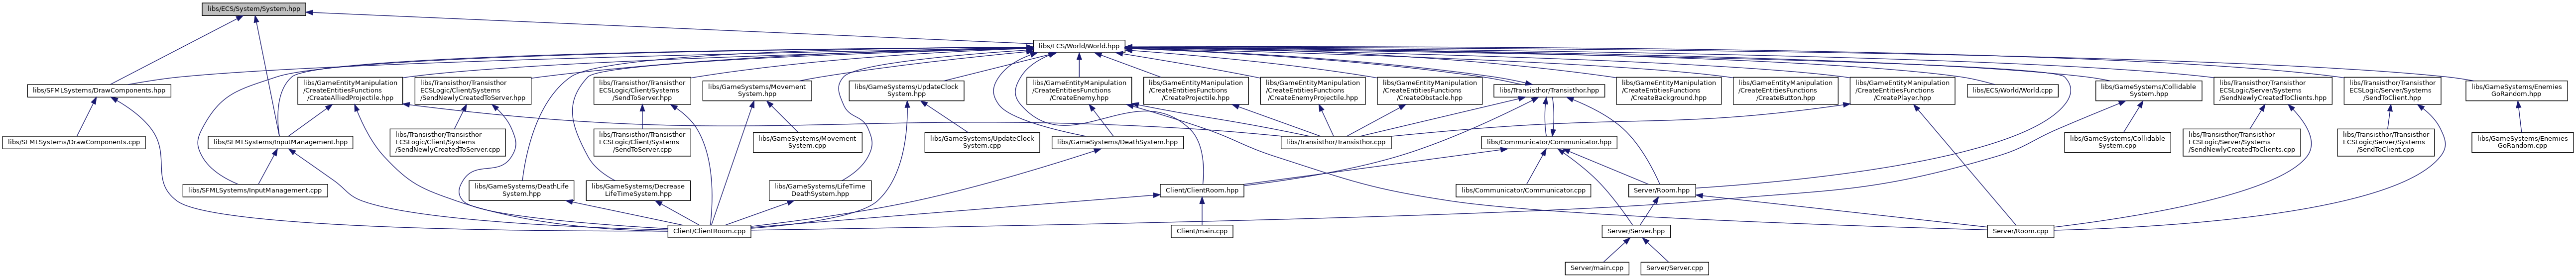 libs/ECS/System/System.hpp
libs/ECS/World/World.hpp
libs/SFMLSystems/DrawComponents.hpp
libs/GameEntityManipulation
/CreateEntitiesFunctions
/CreateAlliedProjectile.hpp
libs/Transisthor/Transisthor
ECSLogic/Client/Systems
/SendNewlyCreatedToServer.hpp
libs/Transisthor/Transisthor
ECSLogic/Client/Systems
/SendToServer.hpp
libs/GameSystems/Movement
System.hpp
libs/GameSystems/UpdateClock
System.hpp
libs/GameEntityManipulation
/CreateEntitiesFunctions
/CreateEnemy.hpp
libs/GameEntityManipulation
/CreateEntitiesFunctions
/CreateProjectile.hpp
libs/GameEntityManipulation
/CreateEntitiesFunctions
/CreateEnemyProjectile.hpp
libs/GameEntityManipulation
/CreateEntitiesFunctions
/CreateObstacle.hpp
libs/Transisthor/Transisthor.hpp
libs/GameEntityManipulation
/CreateEntitiesFunctions
/CreateBackground.hpp
libs/GameEntityManipulation
/CreateEntitiesFunctions
/CreateButton.hpp
libs/GameEntityManipulation
/CreateEntitiesFunctions
/CreatePlayer.hpp
libs/ECS/World/World.cpp
libs/GameSystems/Collidable
System.hpp
libs/Transisthor/Transisthor
ECSLogic/Server/Systems
/SendNewlyCreatedToClients.hpp
libs/Transisthor/Transisthor
ECSLogic/Server/Systems
/SendToClient.hpp
libs/GameSystems/Enemies
GoRandom.hpp
libs/SFMLSystems/DrawComponents.cpp
libs/SFMLSystems/InputManagement.hpp
libs/Transisthor/Transisthor
ECSLogic/Client/Systems
/SendNewlyCreatedToServer.cpp
libs/Transisthor/Transisthor
ECSLogic/Client/Systems
/SendToServer.cpp
libs/GameSystems/Movement
System.cpp
libs/GameSystems/UpdateClock
System.cpp
libs/GameSystems/DeathSystem.hpp
libs/Transisthor/Transisthor.cpp
libs/Communicator/Communicator.hpp
libs/GameSystems/Collidable
System.cpp
libs/Transisthor/Transisthor
ECSLogic/Server/Systems
/SendNewlyCreatedToClients.cpp
libs/Transisthor/Transisthor
ECSLogic/Server/Systems
/SendToClient.cpp
libs/GameSystems/Enemies
GoRandom.cpp
libs/SFMLSystems/InputManagement.cpp
libs/GameSystems/DeathLife
System.hpp
libs/GameSystems/Decrease
LifeTimeSystem.hpp
libs/GameSystems/LifeTime
DeathSystem.hpp
Client/ClientRoom.hpp
libs/Communicator/Communicator.cpp
Server/Room.hpp
Client/ClientRoom.cpp
Client/main.cpp
Server/Server.hpp
Server/Room.cpp
Server/main.cpp
Server/Server.cpp